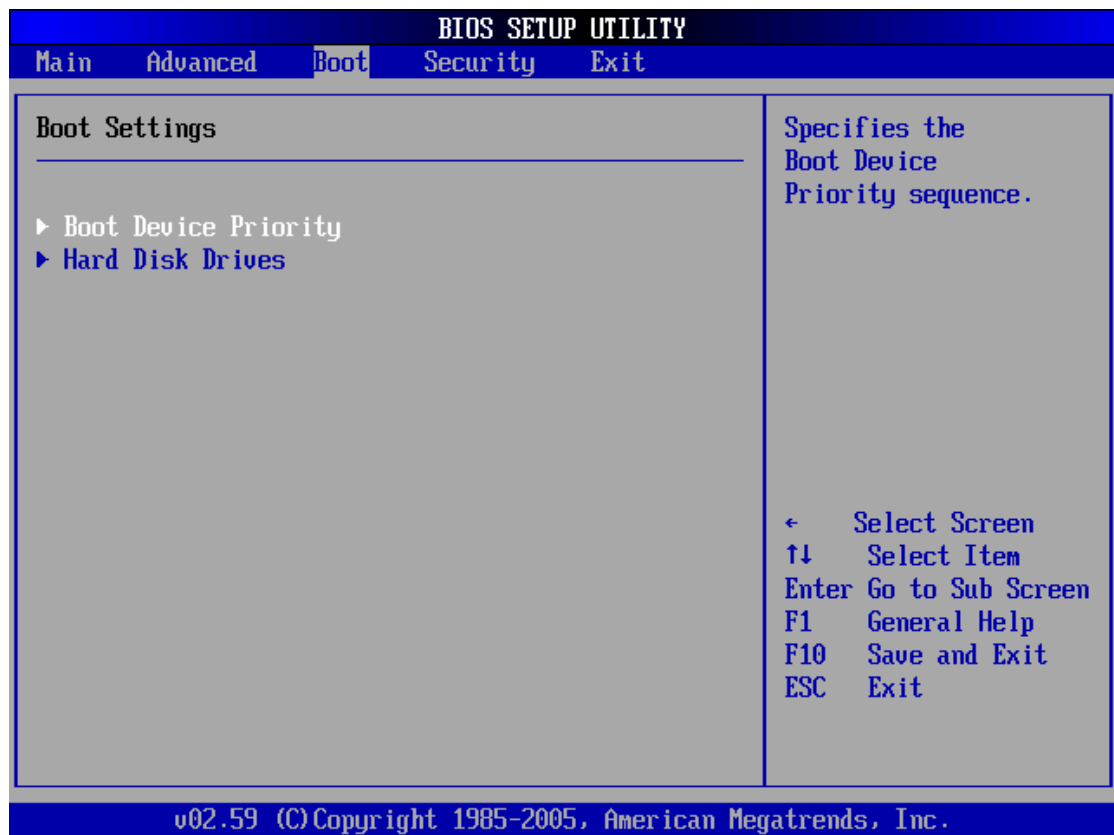 BIOS SETUP UTILITY
Main Advanced Boot Security Exit
Boot Settings
▶ Boot Device Priority
▶ Hard Disk Drives
Specifies the
Boot Device
Priority sequence.
← Select Screen
↑↓ Select Item
Enter Go to Sub Screen
F1 General Help
F10 Save and Exit
ESC Exit
v02.59 (C)Copyright 1985-2005, American Megatrends, Inc.